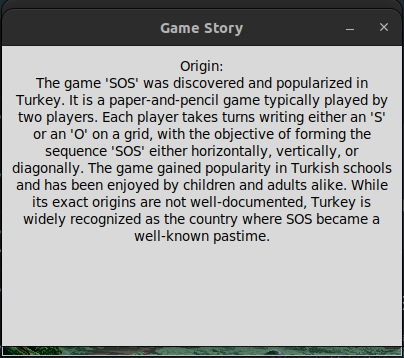 Game Story
Origin:
The game 'SOS' was discovered and popularized in
Turkey. It is a paper-and-pencil game typically played by
two players. Each player takes turns writing either an 'S'
or an 'O' on a grid, with the objective of forming the
sequence 'SOS' either horizontally, vertically, or
diagonally. The game gained popularity in Turkish schools
and has been enjoyed by children and adults alike. While
its exact origins are not well-documented, Turkey is
widely recognized as the country where SOS became a
well-known pastime.